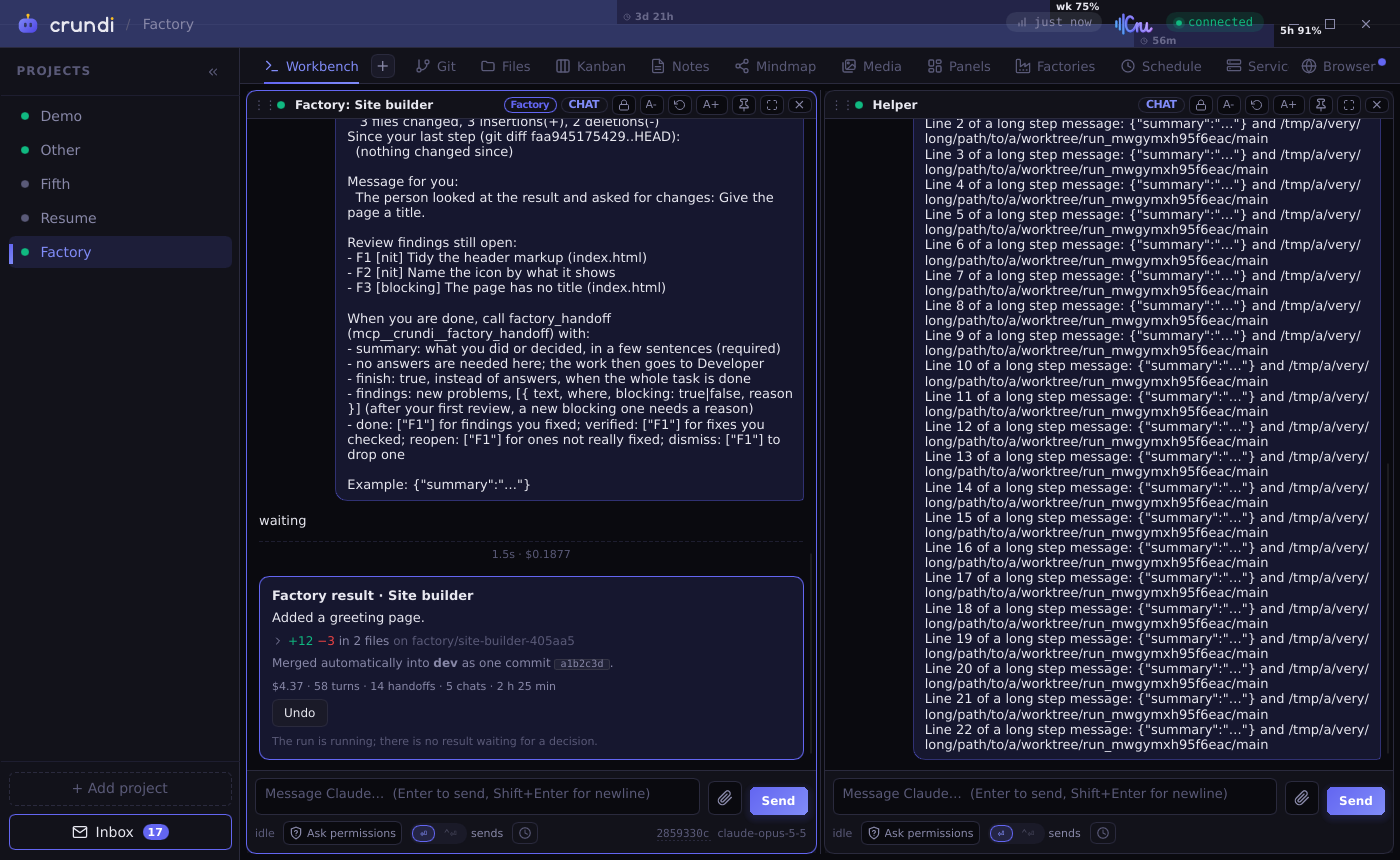 crundi / Factory
3d 21h
wk 75%
just now
Cru
connected
56m
5h 91%
PROJECTS
«
Demo
Other
Fifth
Resume
Factory
+ Add project
Inbox 17
Workbench
+
Git
Files
Kanban
Notes
Mindmap
Media
Panels
Factories
Schedule
Servic
Browser
Factory: Site builder
Factory
CHAT
A-
A+
3 files changed, 3 insertions(+), 2 deletions(-)
Since your last step (git diff faa945175429..HEAD):
(nothing changed since)
Message for you:
The person looked at the result and asked for changes: Give the
page a title.
Review findings still open:
- F1 [nit] Tidy the header markup (index.html)
- F2 [nit] Name the icon by what it shows
- F3 [blocking] The page has no title (index.html)
When you are done, call factory_handoff
(mcp__crundi__factory_handoff) with:
- summary: what you did or decided, in a few sentences (required)
- no answers are needed here; the work then goes to Developer
- finish: true, instead of answers, when the whole task is done
- findings: new problems, [{ text, where, blocking: true|false, reason
}] (after your first review, a new blocking one needs a reason)
- done: ["F1"] for findings you fixed; verified: ["F1"] for fixes you
checked; reopen: ["F1"] for ones not really fixed; dismiss: ["F1"] to
drop one
Example: {"summary":"…"}
waiting
1.5s · $0.1877
Factory result · Site builder
Added a greeting page.
> +12 −3 in 2 files on factory/site-builder-405aa5
Merged automatically into dev as one commit a1b2c3d.
$4.37 · 58 turns · 14 handoffs · 5 chats · 2 h 25 min
Undo
The run is running; there is no result waiting for a decision.
Message Claude… (Enter to send, Shift+Enter for newline)
Send
idle
Ask permissions
sends
2859330c
claude-opus-5-5
Helper
CHAT
A-
A+
Line 2 of a long step message: {"summary":"…"} and /tmp/a/very/
long/path/to/a/worktree/run_mwgymxh95f6eac/main
Line 3 of a long step message: {"summary":"…"} and /tmp/a/very/
long/path/to/a/worktree/run_mwgymxh95f6eac/main
Line 4 of a long step message: {"summary":"…"} and /tmp/a/very/
long/path/to/a/worktree/run_mwgymxh95f6eac/main
Line 5 of a long step message: {"summary":"…"} and /tmp/a/very/
long/path/to/a/worktree/run_mwgymxh95f6eac/main
Line 6 of a long step message: {"summary":"…"} and /tmp/a/very/
long/path/to/a/worktree/run_mwgymxh95f6eac/main
Line 7 of a long step message: {"summary":"…"} and /tmp/a/very/
long/path/to/a/worktree/run_mwgymxh95f6eac/main
Line 8 of a long step message: {"summary":"…"} and /tmp/a/very/
long/path/to/a/worktree/run_mwgymxh95f6eac/main
Line 9 of a long step message: {"summary":"…"} and /tmp/a/very/
long/path/to/a/worktree/run_mwgymxh95f6eac/main
Line 10 of a long step message: {"summary":"…"} and /tmp/a/very/
long/path/to/a/worktree/run_mwgymxh95f6eac/main
Line 11 of a long step message: {"summary":"…"} and /tmp/a/very/
long/path/to/a/worktree/run_mwgymxh95f6eac/main
Line 12 of a long step message: {"summary":"…"} and /tmp/a/very/
long/path/to/a/worktree/run_mwgymxh95f6eac/main
Line 13 of a long step message: {"summary":"…"} and /tmp/a/very/
long/path/to/a/worktree/run_mwgymxh95f6eac/main
Line 14 of a long step message: {"summary":"…"} and /tmp/a/very/
long/path/to/a/worktree/run_mwgymxh95f6eac/main
Line 15 of a long step message: {"summary":"…"} and /tmp/a/very/
long/path/to/a/worktree/run_mwgymxh95f6eac/main
Line 16 of a long step message: {"summary":"…"} and /tmp/a/very/
long/path/to/a/worktree/run_mwgymxh95f6eac/main
Line 17 of a long step message: {"summary":"…"} and /tmp/a/very/
long/path/to/a/worktree/run_mwgymxh95f6eac/main
Line 18 of a long step message: {"summary":"…"} and /tmp/a/very/
long/path/to/a/worktree/run_mwgymxh95f6eac/main
Line 19 of a long step message: {"summary":"…"} and /tmp/a/very/
long/path/to/a/worktree/run_mwgymxh95f6eac/main
Line 20 of a long step message: {"summary":"…"} and /tmp/a/very/
long/path/to/a/worktree/run_mwgymxh95f6eac/main
Line 21 of a long step message: {"summary":"…"} and /tmp/a/very/
long/path/to/a/worktree/run_mwgymxh95f6eac/main
Line 22 of a long step message: {"summary":"…"} and /tmp/a/very/
long/path/to/a/worktree/run_mwgymxh95f6eac/main
Message Claude… (Enter to send, Shift+Enter for newline)
Send
idle
Ask permissions
sends